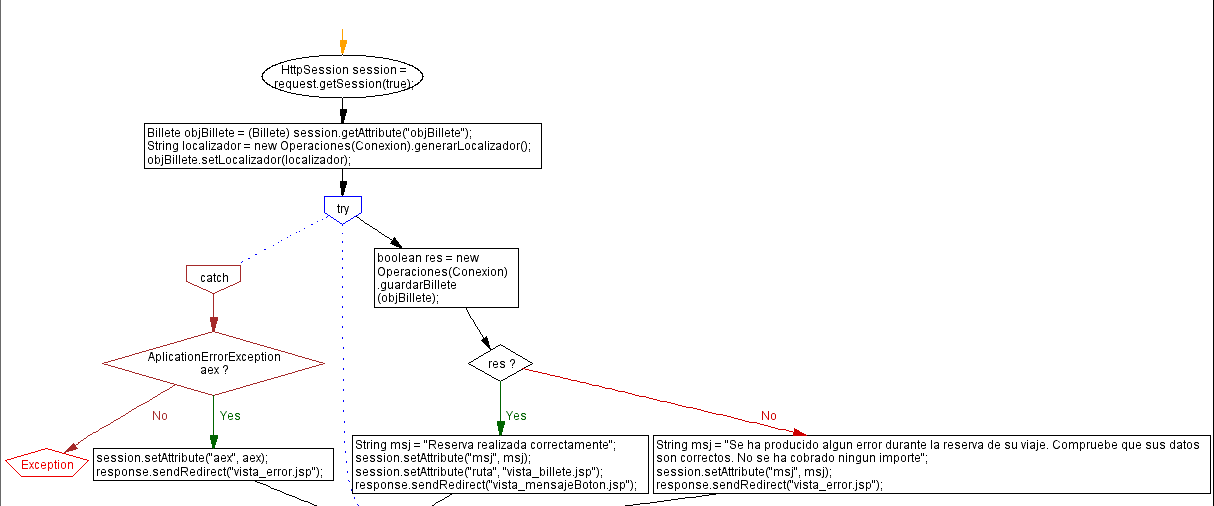 HttpSession session =
request.getSession(true);
Billete objBillete = (Billete) session.getAttribute("objBillete");
String localizador = new Operaciones(Conexion).generarLocalizador();
objBillete.setLocalizador(localizador);
try
boolean res = new
Operaciones(Conexion)
.guardarBillete
(objBillete);
catch
AplicationErrorException
aex ?
res ?
No
Yes
Yes
No
Exception
session.setAttribute("aex", aex);
response.sendRedirect("vista_error.jsp");
String msj = "Reserva realizada correctamente";
session.setAttribute("msj", msj);
session.setAttribute("ruta", "vista_billete.jsp");
response.sendRedirect("vista_mensajeBoton.jsp");
String msj = "Se ha producido algun error durante la reserva de su viaje. Compruebe que sus datos
son correctos. No se ha cobrado ningun importe";
session.setAttribute("msj", msj);
response.sendRedirect("vista_error.jsp");